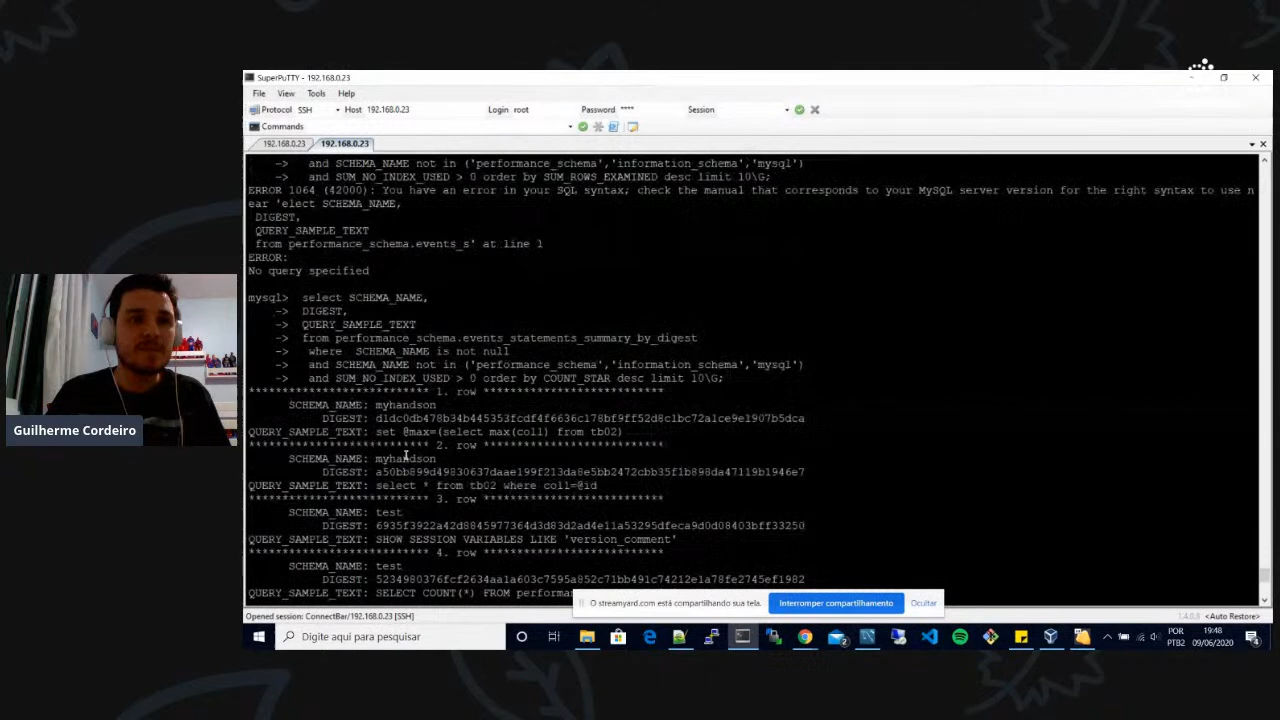 SuperPuTTY - 192.168.0.23
File View Tools Help
Protocol SSH Host 192.168.0.23 Login root Password **** Session
Commands
192.168.0.23 192.168.0.23
-> and SCHEMA_NAME not in ('performance_schema','information_schema','mysql')
-> and SUM_NO_INDEX_USED > 0 order by SUM_ROWS_EXAMINED desc limit 10\G;
ERROR 1064 (42000): You have an error in your SQL syntax; check the manual that corresponds to your MySQL server version for the right syntax to use n
ear 'elect SCHEMA_NAME,
DIGEST,
QUERY_SAMPLE_TEXT
from performance_schema.events_s' at line 1
ERROR:
No query specified
mysql> select SCHEMA_NAME,
-> DIGEST,
-> QUERY_SAMPLE_TEXT
-> from performance_schema.events_statements_summary_by_digest
-> where SCHEMA_NAME is not null
-> and SCHEMA_NAME not in ('performance_schema','information_schema','mysql')
-> and SUM_NO_INDEX_USED > 0 order by COUNT_STAR desc limit 10\G;
*************************** 1. row ***************************
SCHEMA_NAME: myhandson
DIGEST: d1dc0db478b34b445353fcdf4f6636c178bf9ff52d8c1bc72a1ce9e1907b5dca
QUERY_SAMPLE_TEXT: set @max=(select max(col1) from tb02)
*************************** 2. row ***************************
SCHEMA_NAME: myhandson
DIGEST: a50bb899d49830637daae199f213da8e5bb2472cbb35f1b898da47119b1946e7
QUERY_SAMPLE_TEXT: select * from tb02 where col1=@id
*************************** 3. row ***************************
SCHEMA_NAME: test
DIGEST: 6935f3922a42d8845977364d3d83d2ad4e11a53295dfeca9d0d08403bff33250
QUERY_SAMPLE_TEXT: SHOW SESSION VARIABLES LIKE 'version_comment'
*************************** 4. row ***************************
SCHEMA_NAME: test
DIGEST: 5234980376fcf2634aa1a603c7595a852c71bb491c74212e1a78fe2745ef1982
QUERY_SAMPLE_TEXT: SELECT COUNT(*) FROM performan
Guilherme Cordeiro
O streamyard.com está compartilhando sua tela. Interromper compartilhamento Ocultar
Opened session: ConnectBar/192.168.0.23 [SSH] 1.4.0.8 <Auto Restore>
Digite aqui para pesquisar
POR 19:48
PTB2 09/06/2020